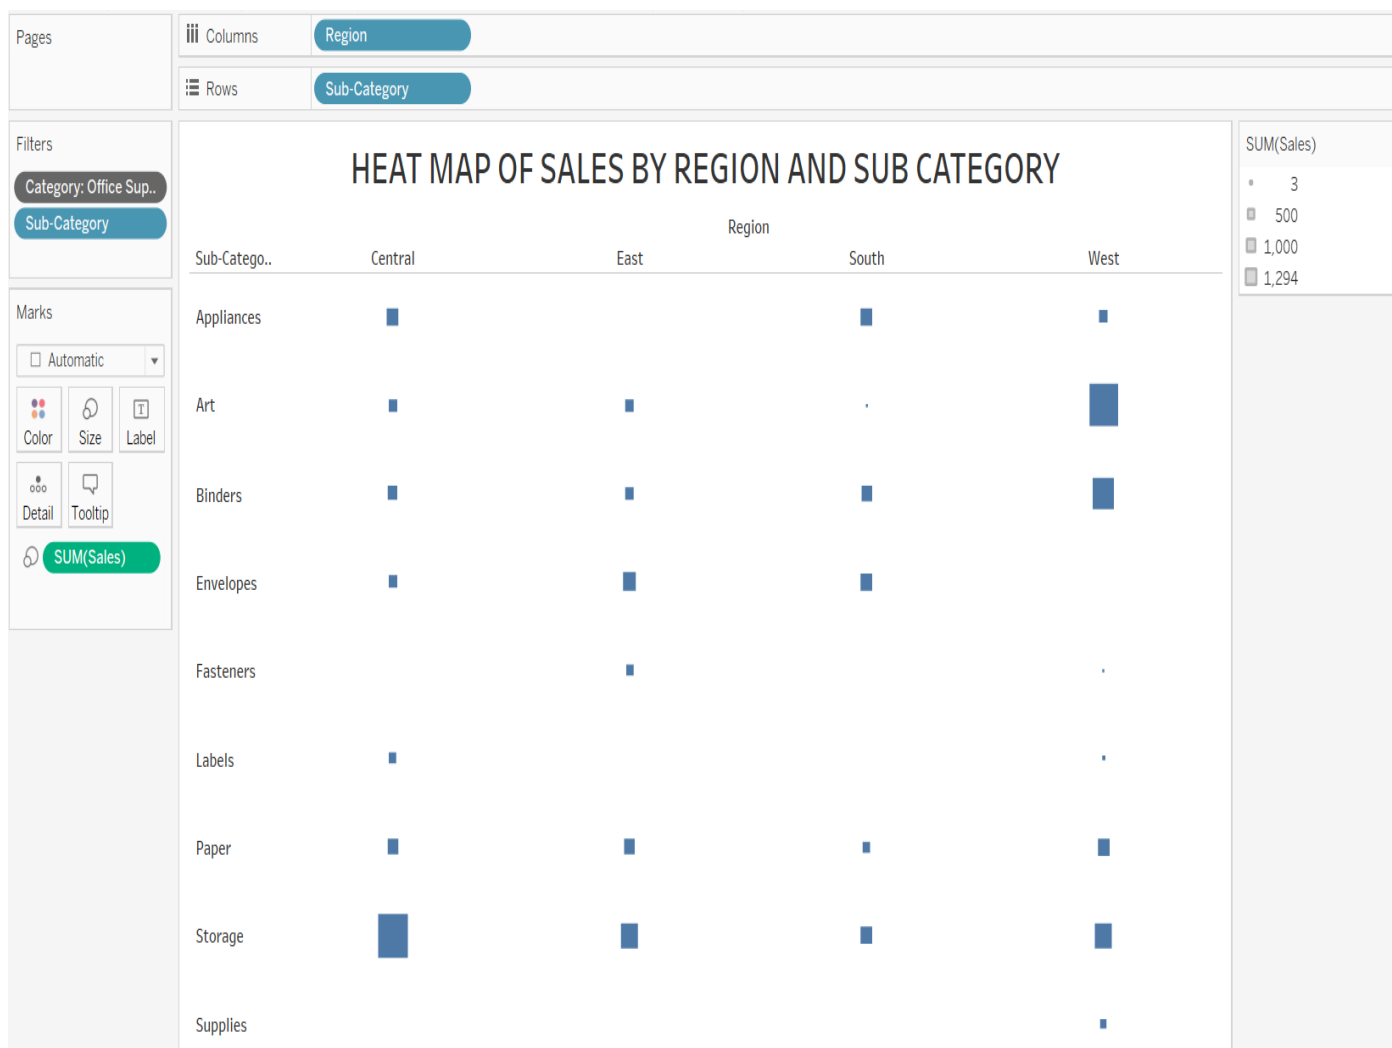 Pages
Columns
Region
Rows
Sub-Category
Filters
Category: Office Sup..
Sub-Category
Marks
Automatic
Color Size Label
Detail Tooltip
SUM(Sales)
HEAT MAP OF SALES BY REGION AND SUB CATEGORY
Region
Sub-Catego.. Central East South West
Appliances
Art
Binders
Envelopes
Fasteners
Labels
Paper
Storage
Supplies
SUM(Sales)
3
500
1,000
1,294